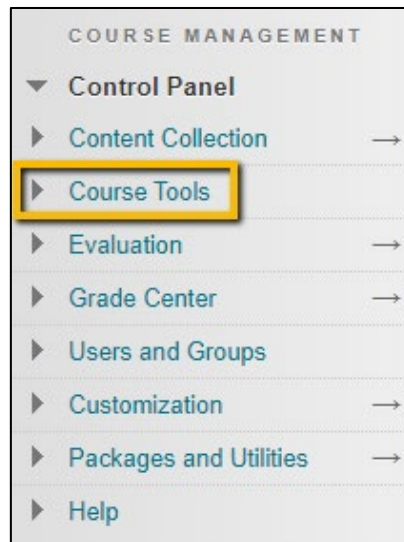 COURSE MANAGEMENT
Control Panel
Content Collection
Course Tools
Evaluation
Grade Center
Users and Groups
Customization
Packages and Utilities
Help